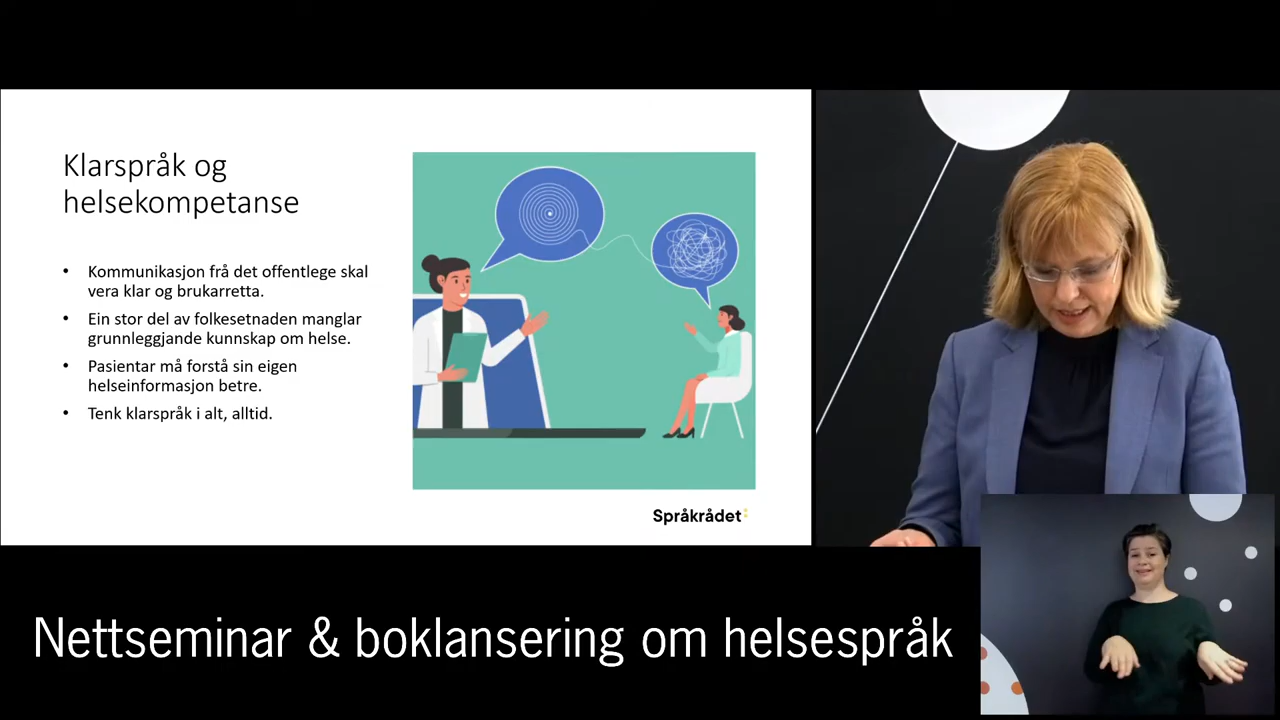 Klarspråk og
helsekompetanse
• Kommunikasjon frå det offentlege skal
vera klar og brukarretta.
• Ein stor del av folkesetnaden manglar
grunnleggjande kunnskap om helse.
• Pasientar må forstå sin eigen
helseinformasjon betre.
• Tenk klarspråk i alt, alltid.
Språkrådet:
Nettseminar & boklansering om helsespråk